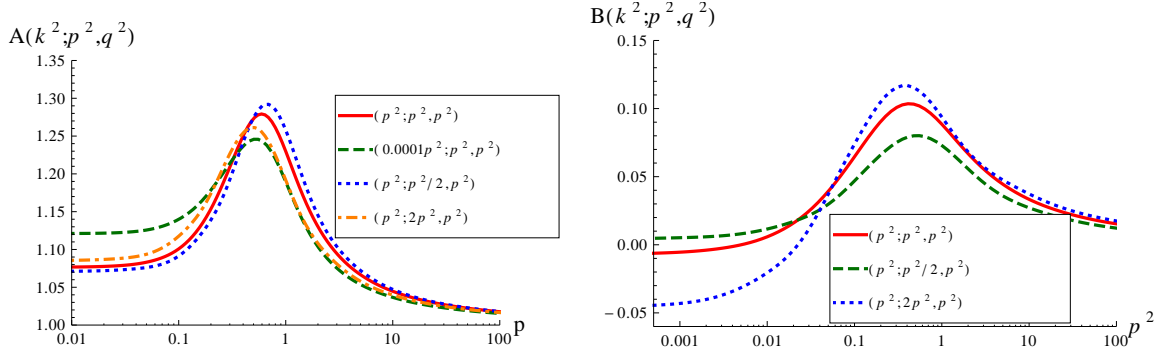 A(k²;p²,q²)
1.35
1.30
1.25
1.20
1.15
1.10
1.05
1.00
0.01 0.1 1 10 100
p
(p²;p²,p²)
(0.0001p²;p²,p²)
(p²;p²/2,p²)
(p²;2p²,p²)
B(k²;p²,q²)
0.15
0.10
0.05
0.00
−0.05
0.001 0.01 0.1 1 10 100
p²
(p²;p²,p²)
(p²;p²/2,p²)
(p²;2p²,p²)